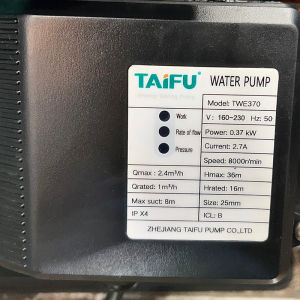 TAiFU® WATER PUMP
Model: TWE370
Work
V: 160-230 Hz: 50
Rate of flow
Power: 0.37 kW
Pressure
Current: 2.7A
Speed: 8000r/min
Qmax : 2.4m³/h
Hmax: 36m
Qrated: 1m³/h
Hrated: 16m
Max suct: 8m
Size: 25mm
IP X4
ICL: B
ZHEJIANG TAIFU PUMP CO.,LTD